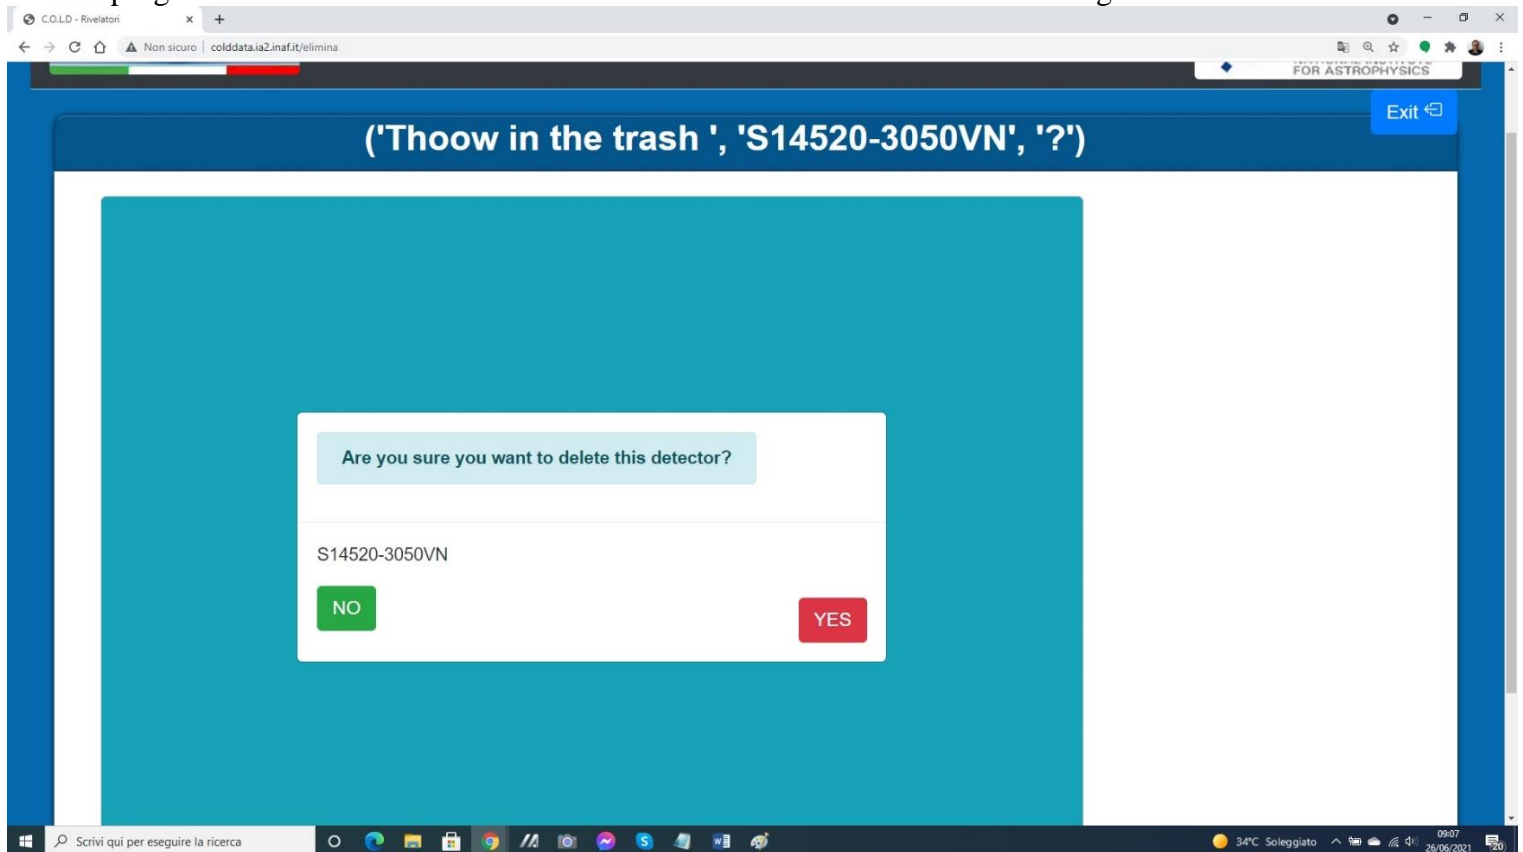 C.O.L.D - Rivelatori
Non sicuro | colddata.ia2.inaf.it/elimina
FOR ASTROPHYSICS
Exit
('Thoow in the trash ', 'S14520-3050VN', '?')
Are you sure you want to delete this detector?
S14520-3050VN
NO
YES
Scrivi qui per eseguire la ricerca
34°C Soleggiato
09:07
26/06/2021
20